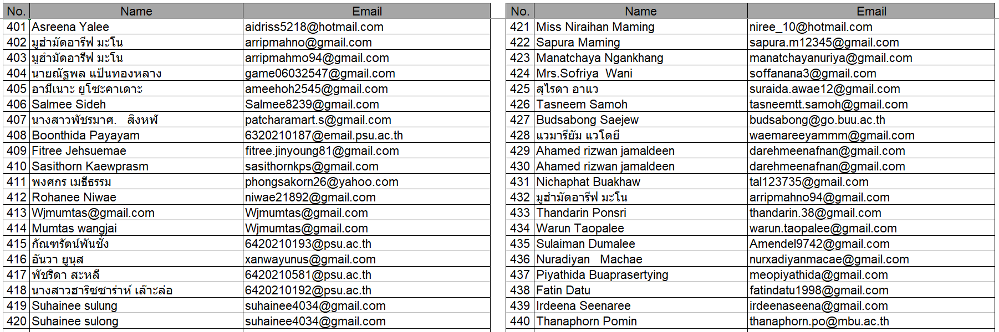 No. Name Email
401 Asreena Yalee aidriss5218@hotmail.com
402 มูฮำมัดอารีฟ มะโน arripmahno@gmail.com
403 มูฮำมัดอารีฟ มะโน arripmahmo94@gmail.com
404 นายณัฐพล แป้นทองหลาง game06032547@gmail.com
405 อามีเนาะ ยูโซะคาเดาะ ameehoh2545@gmail.com
406 Salmee Sideh Salmee8239@gmail.com
407 นางสาวพัชรมาศ.   สิงหพั patcharamart.s@gmail.com
408 Boonthida Payayam 6320210187@email.psu.ac.th
409 Fitree Jehsuemae fitree.jinyoung81@gmail.com
410 Sasithorn Kaewprasm sasithornkps@gmail.com
411 พงศกร เมธีธรรม phongsakorn26@yahoo.com
412 Rohanee Niwae niwae21892@gmail.com
413 Wjmumtas@gmail.com Wjmumtas@gmail.com
414 Mumtas wangjai Wjmumtas@gmail.com
415 กัณฑรัตน์พันชั่ง 6420210193@psu.ac.th
416 อันวา ยูนุส xanwayunus@gmail.com
417 พัชริดา สะหลี 6420210581@psu.ac.th
418 นางสาวฮาริซซาร่าห์ เล๊าะล่อ 6420210192@psu.ac.th
419 Suhainee sulung suhainee4034@gmail.com
420 Suhainee sulong suhainee4034@gmail.com
No. Name Email
421 Miss Niraihan Maming niree_10@hotmail.com
422 Sapura Maming sapura.m12345@gmail.com
423 Manatchaya Ngankhang manatchayanuriya@gmail.com
424 Mrs.Sofriya  Wani soffanana3@gmail.com
425 สุไรดา อาแว suraida.awae12@gmail.com
426 Tasneem Samoh tasneemtt.samoh@gmail.com
427 Budsabong Saejew budsabong@go.buu.ac.th
428 แวมารียัม แวโดยี waemareeyammm@gmail.com
429 Ahamed rizwan jamaldeen darehmeenafnan@gmail.com
430 Ahamed rizwan jamaldeen darehmeenafnan@gmail.com
431 Nichaphat Buakhaw tal123735@gmail.com
432 มูฮำมัดอารีฟ มะโน arripmahno94@gmail.com
433 Thandarin Ponsri thandarin.38@gmail.com
434 Warun Taopalee warun.taopalee@gmail.com
435 Sulaiman Dumalee Amendel9742@gmail.com
436 Nuradiyan   Machae nurxadiyanmacae@gmail.com
437 Piyathida Buaprasertying meopiyathida@gmail.com
438 Fatin Datu fatindatu1998@gmail.com
439 Irdeena Seenaree irdeenaseena@gmail.com
440 Thanaphorn Pomin thanaphorn.po@mbu.ac.th